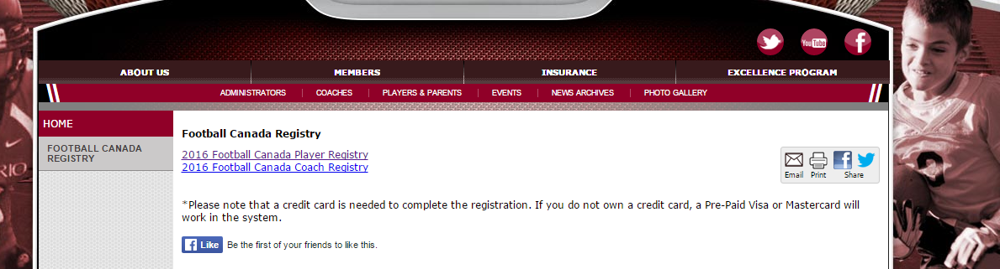 You Tube
ABOUT US
MEMBERS
INSURANCE
EXCELLENCE PROGRAM
ADMINISTRATORS
COACHES
PLAYERS & PARENTS
EVENTS
NEWS ARCHIVES
PHOTO GALLERY
HOME
FOOTBALL CANADA
REGISTRY
Football Canada Registry
2016 Football Canada Player Registry
2016 Football Canada Coach Registry
Email Print Share
*Please note that a credit card is needed to complete the registration. If you do not own a credit card, a Pre-Paid Visa or Mastercard will
work in the system.
Like Be the first of your friends to like this.